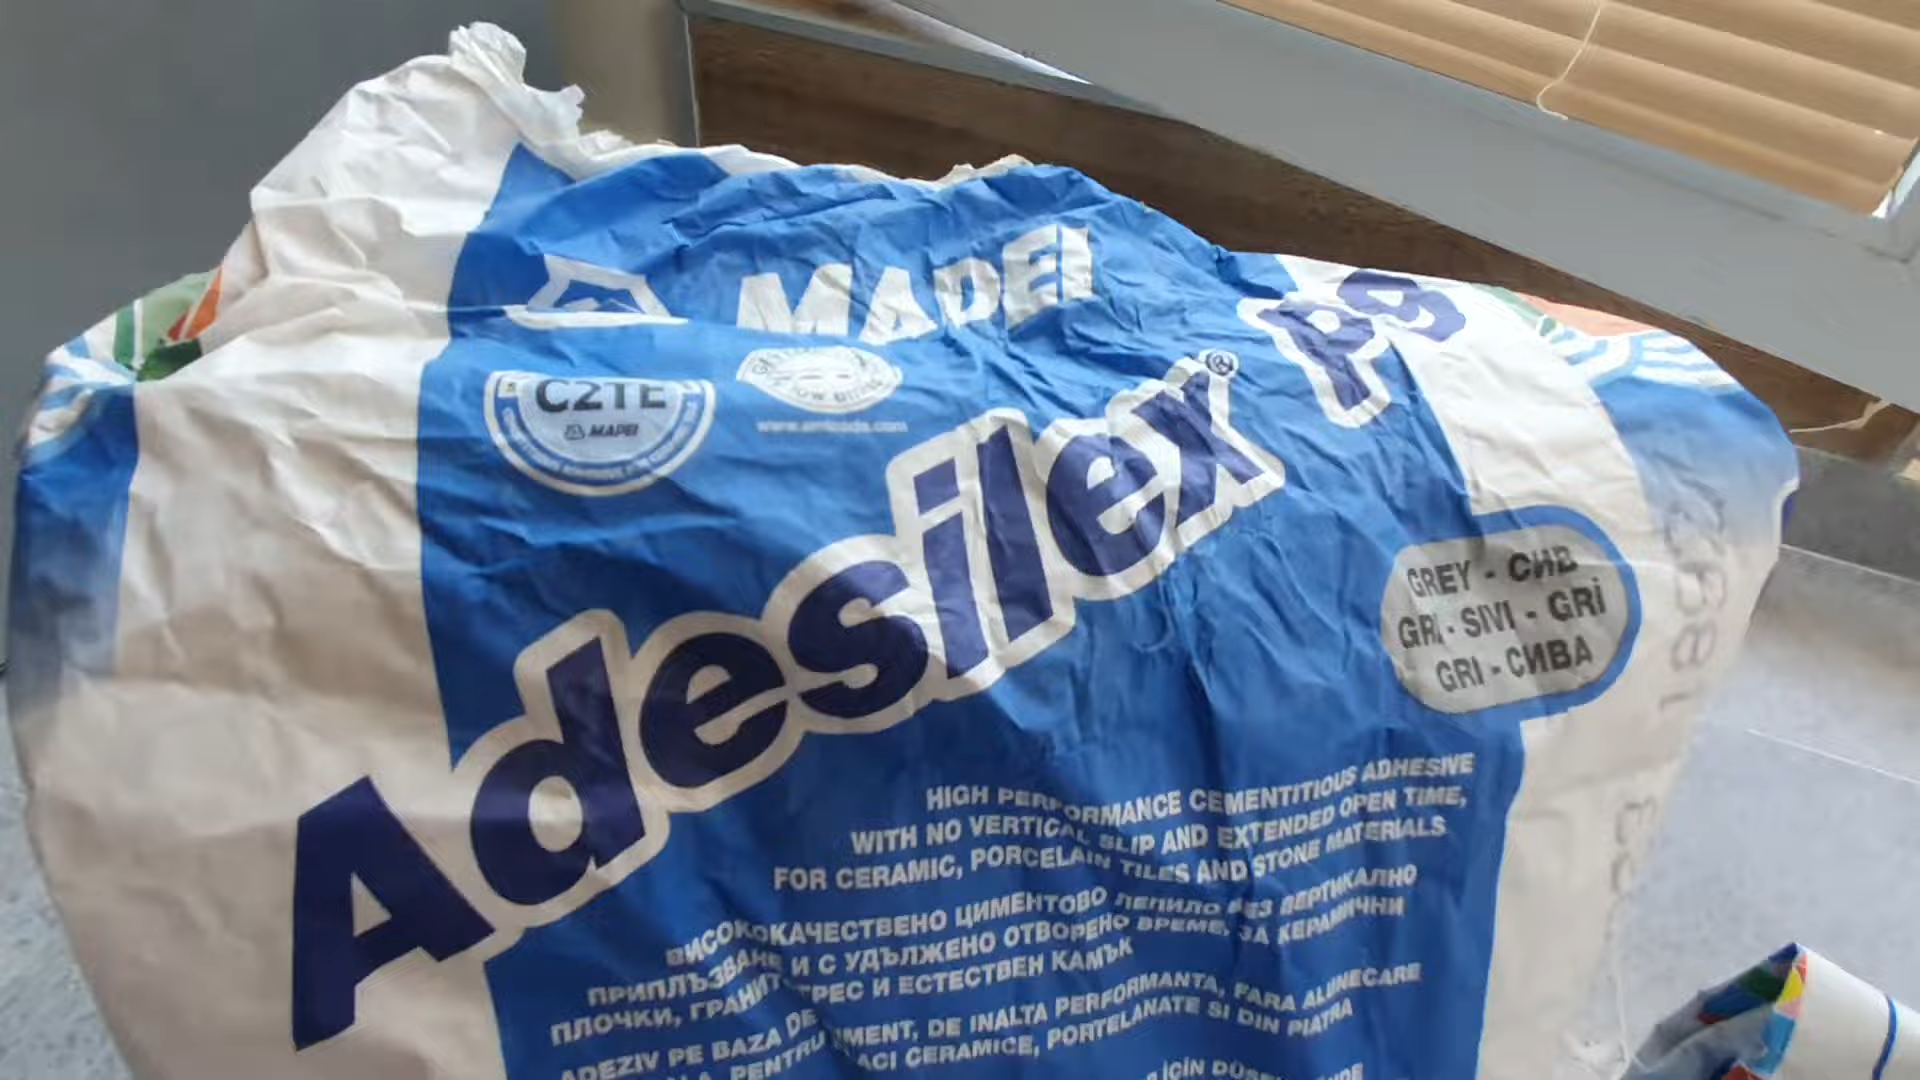 MAPEI
C2TE
MAPEI
Adesilex® P9
GREY - СИВ
GRI - SIVI - GRİ
GRI - СИВА
HIGH PERFORMANCE CEMENTITIOUS ADHESIVE
WITH NO VERTICAL SLIP AND EXTENDED OPEN TIME,
FOR CERAMIC, PORCELAIN TILES AND STONE MATERIALS
ВИСОКОКАЧЕСТВЕНО ЦИМЕНТОВО ЛЕПИЛО БЕЗ ВЕРТИКАЛНО
ПРИПЛЪЗВАНЕ И С УДЪЛЖЕНО ОТВОРЕНО ВРЕМЕ, ЗА КЕРАМИЧНИ
ПЛОЧКИ, ГРАНИТОГРЕС И ЕСТЕСТВЕН КАМЪК
ADEZIV PE BAZA DE CIMENT, DE INALTA PERFORMANTA, FARA ALUNECARE
PENTRU PLACI CERAMICE, PORTELANATE SI DIN PIATRA
İÇİN